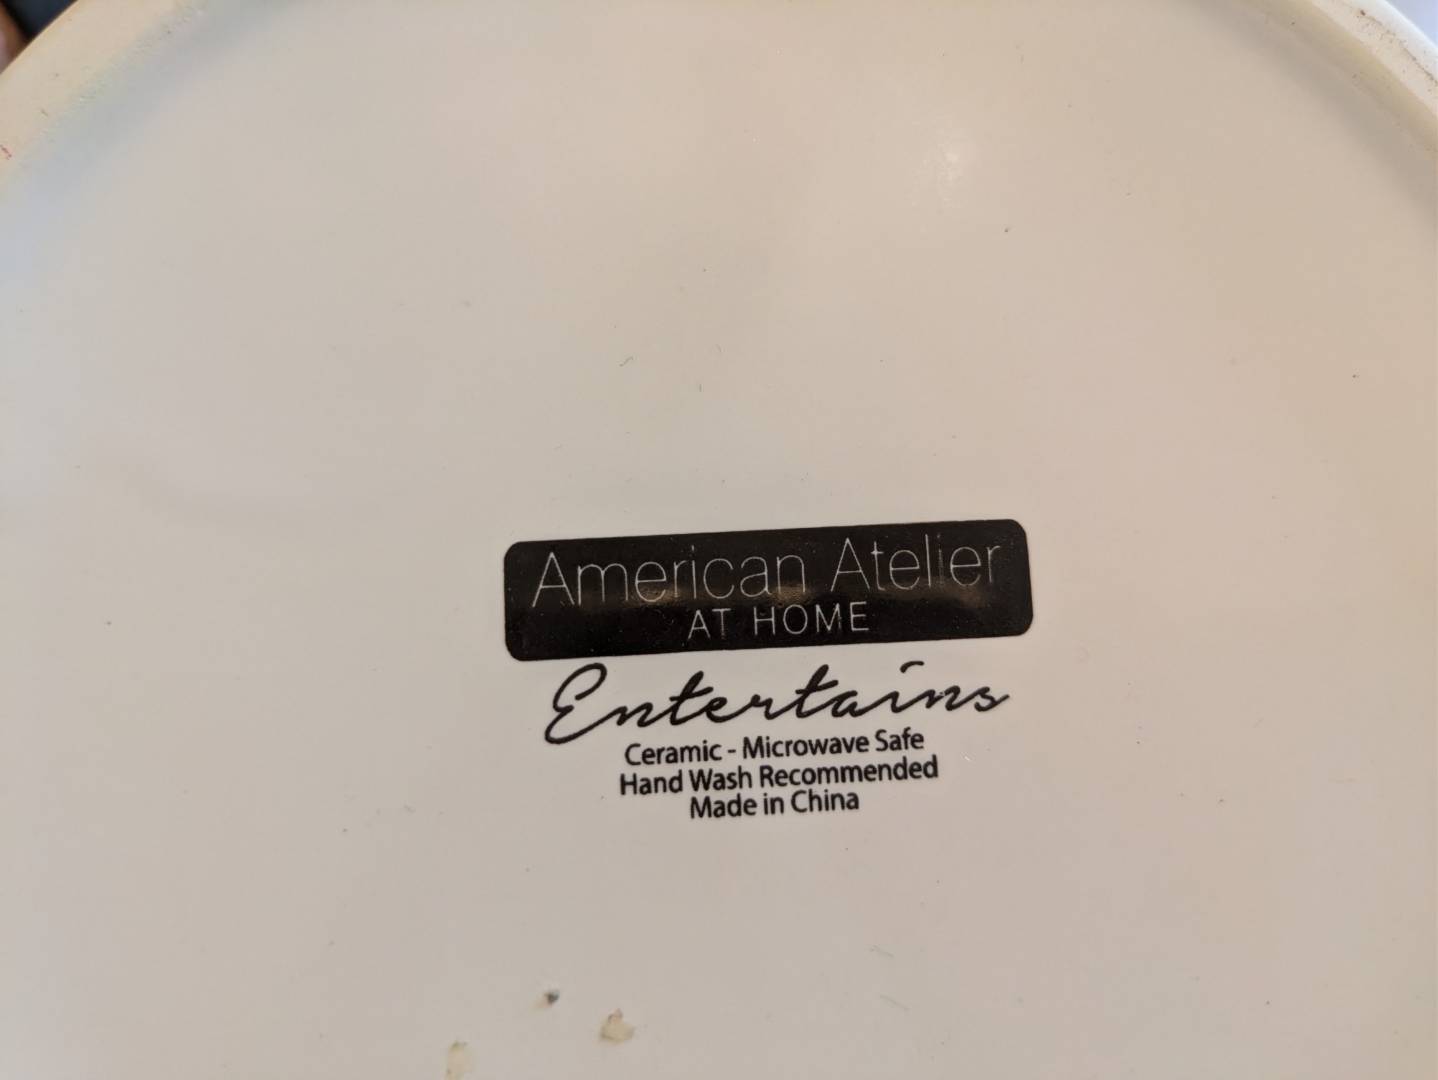 American Atelier
AT HOME
Entertains
Ceramic - Microwave Safe
Hand Wash Recommended
Made in China